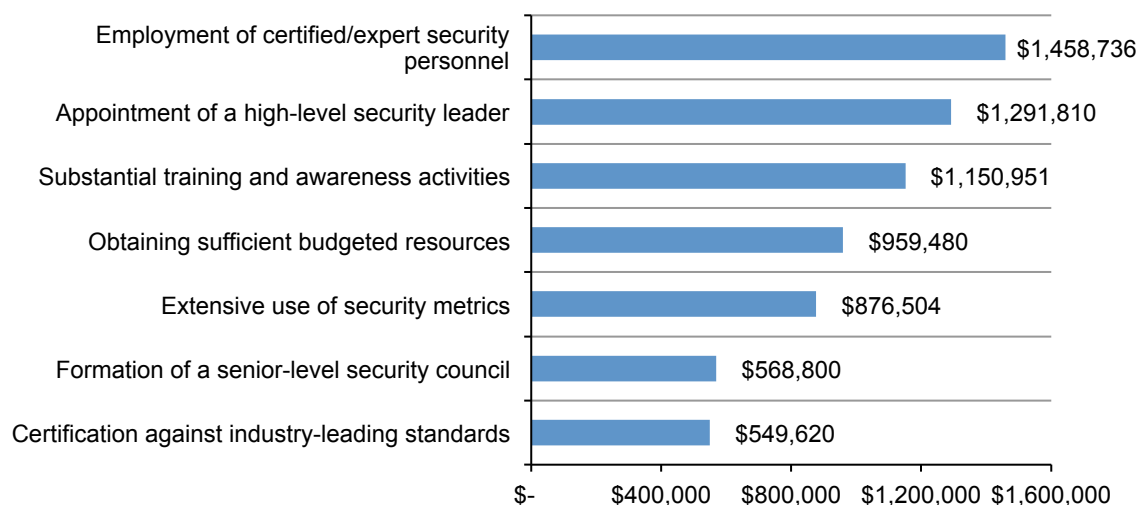 Employment of certified/expert security
personnel
$1,458,736
Appointment of a high-level security leader
$1,291,810
Substantial training and awareness activities
$1,150,951
Obtaining sufficient budgeted resources
$959,480
Extensive use of security metrics
$876,504
Formation of a senior-level security council
$568,800
Certification against industry-leading standards
$549,620
$- $400,000 $800,000 $1,200,000 $1,600,000